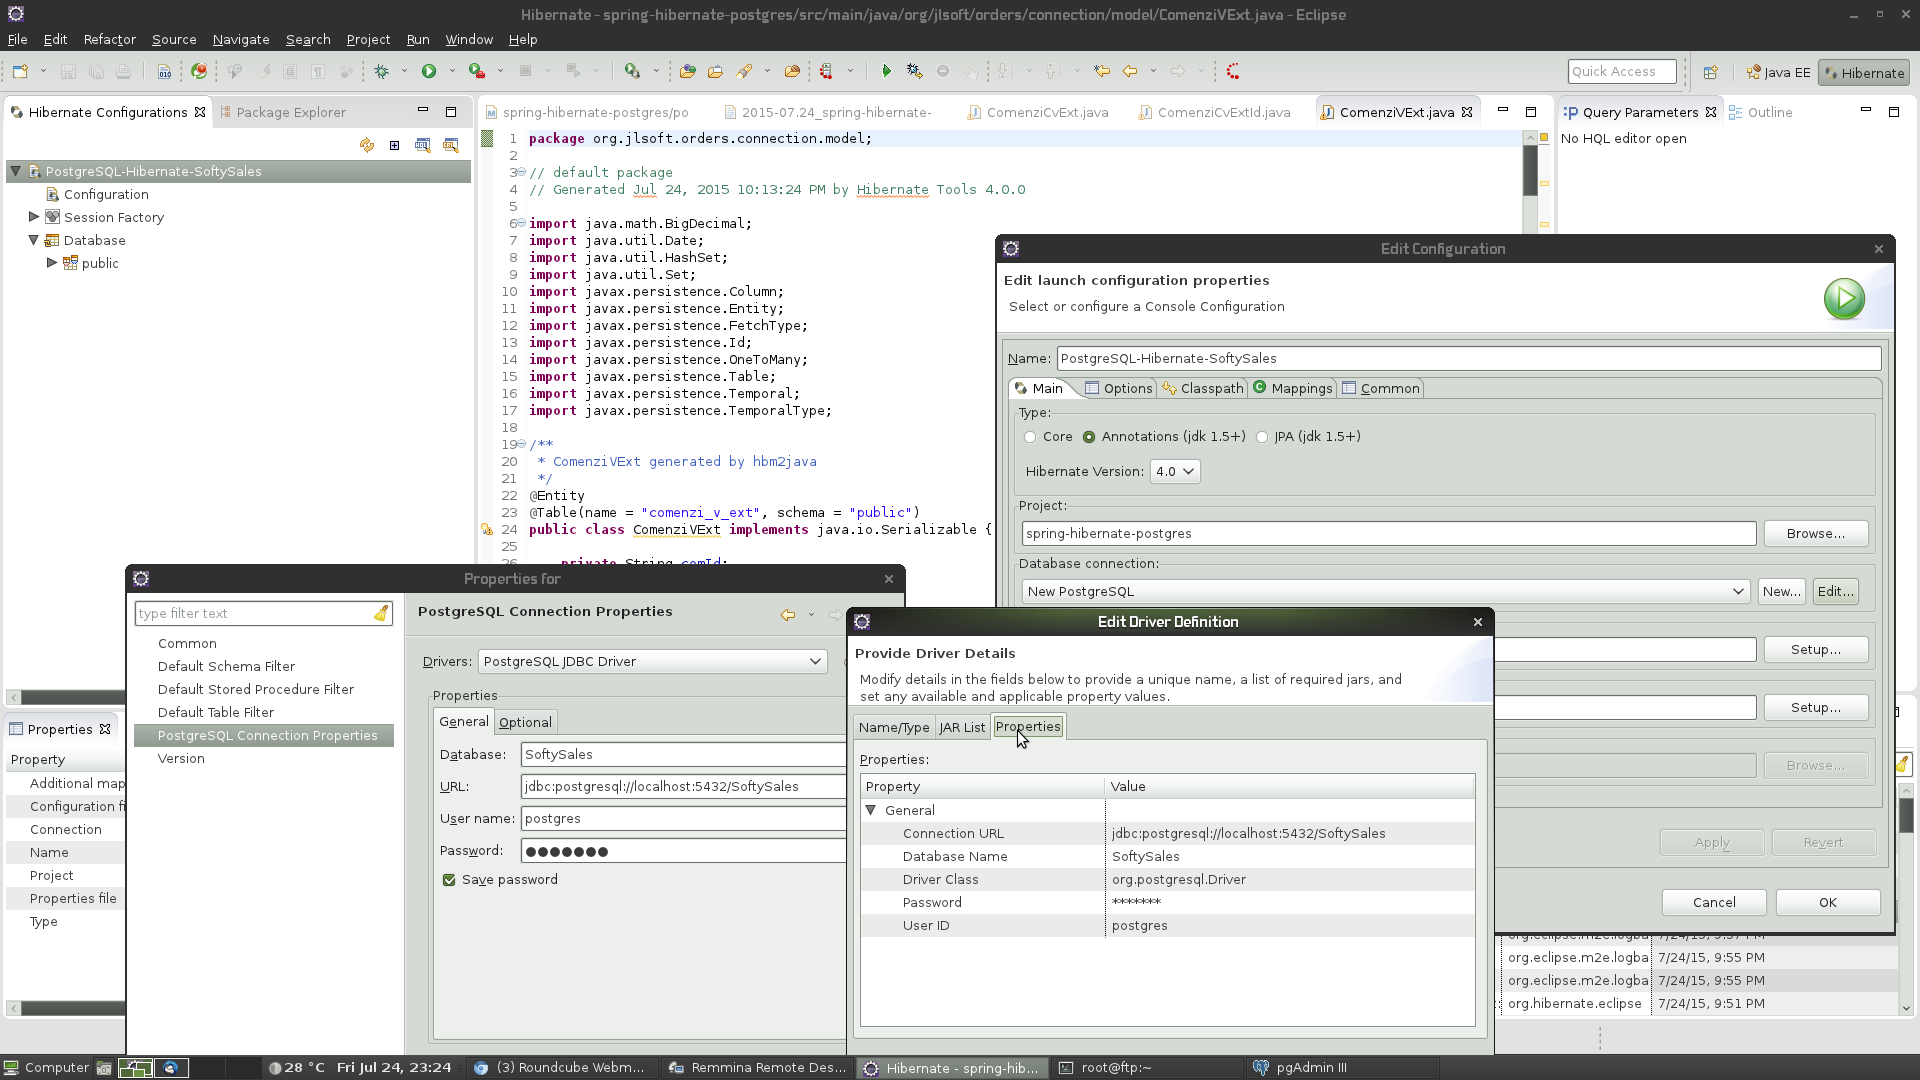 Hibernate - spring-hibernate-postgres/src/main/java/org/jlsoft/orders/connection/model/ComenziVExt.java - Eclipse
File Edit Refactor Source Navigate Search Project Run Window Help
Quick Access
Java EE
Hibernate
Hibernate Configurations
Package Explorer
PostgreSQL-Hibernate-SoftySales
Configuration
Session Factory
Database
public
spring-hibernate-postgres/po
2015-07.24_spring-hibernate-
ComenziCvExt.java
ComenziCvExtId.java
ComenziVExt.java
1 package org.jlsoft.orders.connection.model;
2
3 // default package
4 // Generated Jul 24, 2015 10:13:24 PM by Hibernate Tools 4.0.0
5
6 import java.math.BigDecimal;
7 import java.util.Date;
8 import java.util.HashSet;
9 import java.util.Set;
10 import javax.persistence.Column;
11 import javax.persistence.Entity;
12 import javax.persistence.FetchType;
13 import javax.persistence.Id;
14 import javax.persistence.OneToMany;
15 import javax.persistence.Table;
16 import javax.persistence.Temporal;
17 import javax.persistence.TemporalType;
18
19 /**
20 * ComenziVExt generated by hbm2java
21 */
22 @Entity
23 @Table(name = "comenzi_v_ext", schema = "public")
24 public class ComenziVExt implements java.io.Serializable {
25
26 private String comId;
Query Parameters
Outline
No HQL editor open
Edit Configuration
Edit launch configuration properties
Select or configure a Console Configuration
Name: PostgreSQL-Hibernate-SoftySales
Main Options Classpath Mappings Common
Type:
Core Annotations (jdk 1.5+) JPA (jdk 1.5+)
Hibernate Version: 4.0
Project:
spring-hibernate-postgres Browse...
Database connection:
New PostgreSQL New... Edit...
Setup...
Setup...
Browse...
Apply Revert
Cancel OK
Properties for
type filter text
Common
Default Schema Filter
Default Stored Procedure Filter
Default Table Filter
PostgreSQL Connection Properties
Version
PostgreSQL Connection Properties
Drivers: PostgreSQL JDBC Driver
Properties
General Optional
Database: SoftySales
URL: jdbc:postgresql://localhost:5432/SoftySales
User name: postgres
Password: ●●●●●●●
Save password
Edit Driver Definition
Provide Driver Details
Modify details in the fields below to provide a unique name, a list of required jars, and
set any available and applicable property values.
Name/Type JAR List Properties
Properties:
Property Value
General
Connection URL jdbc:postgresql://localhost:5432/SoftySales
Database Name SoftySales
Driver Class org.postgresql.Driver
Password *******
User ID postgres
Properties
Property
Additional map
Configuration fi
Connection
Name
Project
Properties file
Type
org.eclipse.m2e.logba 7/24/15, 9:57 PM
org.eclipse.m2e.logba 7/24/15, 9:55 PM
org.eclipse.m2e.logba 7/24/15, 9:55 PM
org.hibernate.eclipse 7/24/15, 9:51 PM
Computer
28 °C Fri Jul 24, 23:24
(3) Roundcube Webm...
Remmina Remote Des...
Hibernate - spring-hib...
root@ftp:~
pgAdmin III